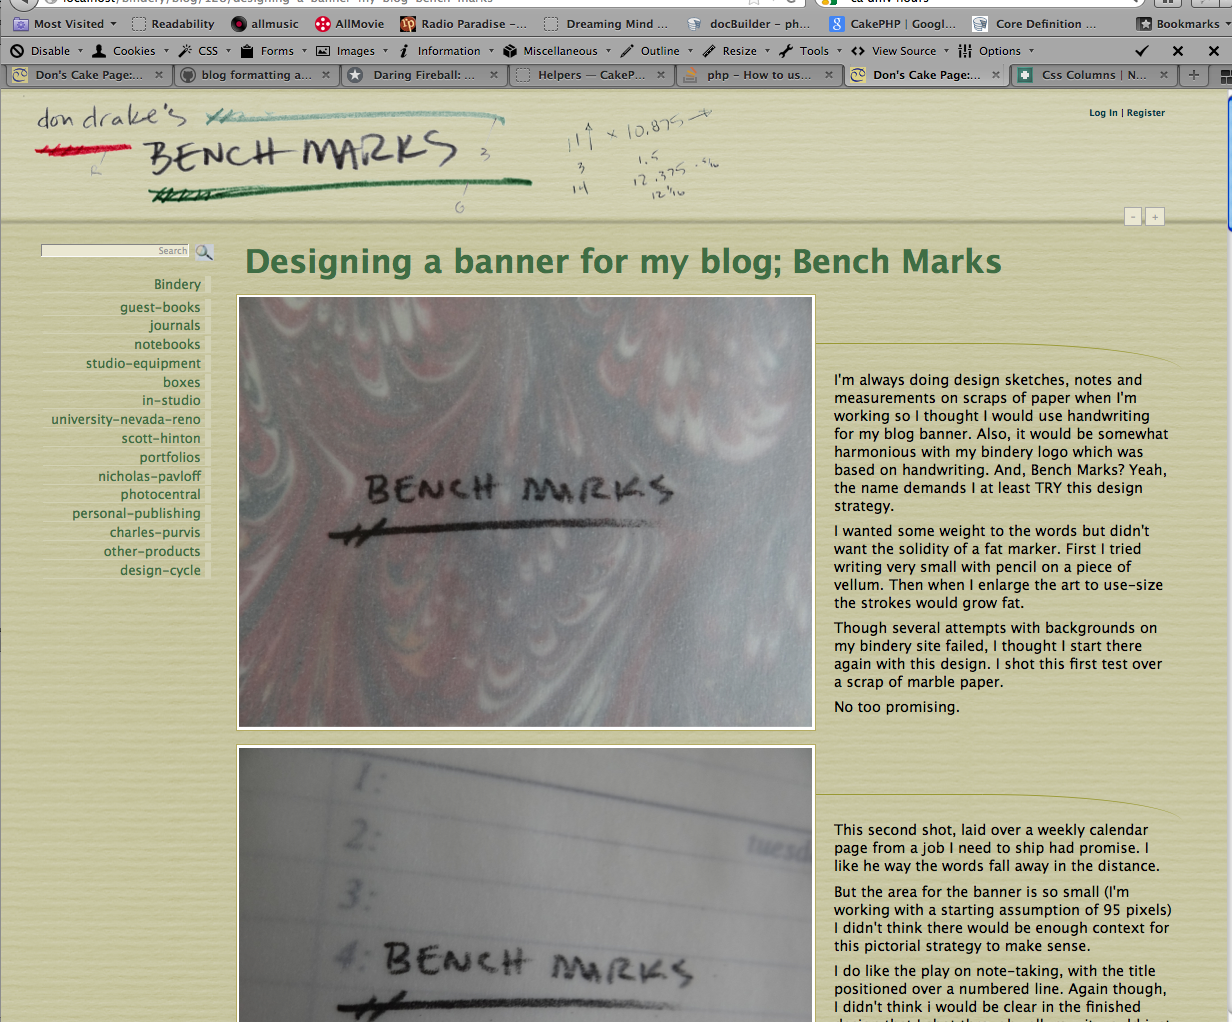 localhost/bindery/blog/128/designing-a-banner-my-blog-bench-marks
ca univ hours
Most Visited
Readability
allmusic
AllMovie
Radio Paradise -...
Dreaming Mind ...
docBuilder - ph...
CakePHP | Googl...
Core Definition ...
Bookmarks
Disable
Cookies
CSS
Forms
Images
Information
Miscellaneous
Outline
Resize
Tools
View Source
Options
Don's Cake Page:...
blog formatting a...
Daring Fireball: ...
Helpers — CakeP...
php - How to us...
Don's Cake Page:...
Css Columns | N...
don drake's
BENCH MARKS
11 x 10.875
3 1.5
14 12.375
12 3/16
3
G
Log In | Register
- +
Search
Bindery
guest-books
journals
notebooks
studio-equipment
boxes
in-studio
university-nevada-reno
scott-hinton
portfolios
nicholas-pavloff
photocentral
personal-publishing
charles-purvis
other-products
design-cycle
Designing a banner for my blog; Bench Marks
BENCH MARKS
I'm always doing design sketches, notes and
measurements on scraps of paper when I'm
working so I thought I would use handwriting
for my blog banner. Also, it would be somewhat
harmonious with my bindery logo which was
based on handwriting. And, Bench Marks? Yeah,
the name demands I at least TRY this design
strategy.
I wanted some weight to the words but didn't
want the solidity of a fat marker. First I tried
writing very small with pencil on a piece of
vellum. Then when I enlarge the art to use-size
the strokes would grow fat.
Though several attempts with backgrounds on
my bindery site failed, I thought I start there
again with this design. I shot this first test over
a scrap of marble paper.
No too promising.
1:
2:
tuesd
3:
4: BENCH MARKS
This second shot, laid over a weekly calendar
page from a job I need to ship had promise. I
like he way the words fall away in the distance.
But the area for the banner is so small (I'm
working with a starting assumption of 95 pixels)
I didn't think there would be enough context for
this pictorial strategy to make sense.
I do like the play on note-taking, with the title
positioned over a numbered line. Again though,
I didn't think i would be clear in the finished